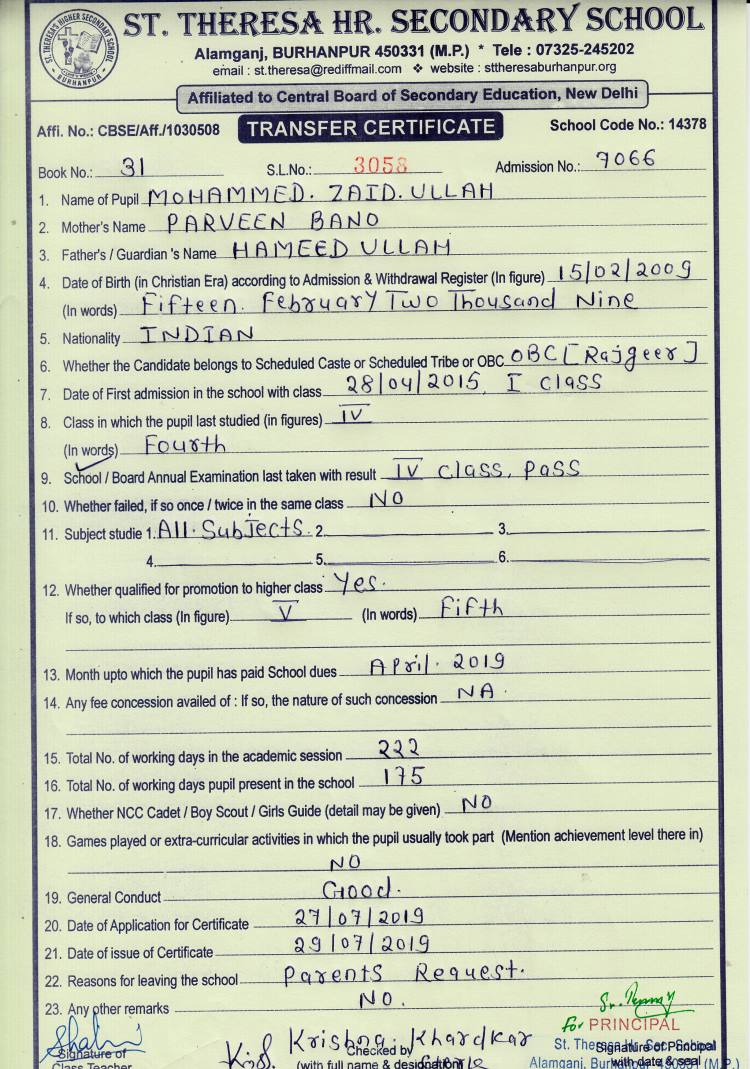 ST. THERESA'S HIGHER SECONDARY SCHOOL
BURHANPUR
ST. THERESA HR. SECONDARY SCHOOL
Alamganj, BURHANPUR 450331 (M.P.) * Tele : 07325-245202
email : st.theresa@rediffmail.com ❖ website : sttheresaburhanpur.org
Affiliated to Central Board of Secondary Education, New Delhi
Affi. No.: CBSE/Aff./1030508 TRANSFER CERTIFICATE School Code No.: 14378
Book No.: 31 S.L.No.: 3058 Admission No.: 7066
1. Name of Pupil MOHAMMED. ZAID. ULLAH
2. Mother's Name PARVEEN BANO
3. Father's / Guardian 's Name HAMEED ULLAH
4. Date of Birth (in Christian Era) according to Admission & Withdrawal Register (In figure) 15/02/2009
(In words) Fifteen. February Two Thousand Nine
5. Nationality INDIAN
6. Whether the Candidate belongs to Scheduled Caste or Scheduled Tribe or OBC OBC [Rajgeer]
7. Date of First admission in the school with class 28/04/2015, I class
8. Class in which the pupil last studied (in figures) IV
(In words) Fourth
9. School / Board Annual Examination last taken with result IV class, pass
10. Whether failed, if so once / twice in the same class NO
11. Subject studie 1. All. Subjects. 2. 3.
4. 5. 6.
12. Whether qualified for promotion to higher class Yes.
If so, to which class (In figure) V (In words) Fifth
13. Month upto which the pupil has paid School dues April. 2019
14. Any fee concession availed of : If so, the nature of such concession NA.
15. Total No. of working days in the academic session 222
16. Total No. of working days pupil present in the school 175
17. Whether NCC Cadet / Boy Scout / Girls Guide (detail may be given) NO
18. Games played or extra-curricular activities in which the pupil usually took part (Mention achievement level there in)
NO
19. General Conduct Good.
20. Date of Application for Certificate 27/07/2019
21. Date of issue of Certificate 29/07/2019
22. Reasons for leaving the school Parents Request.
23. Any other remarks NO.
For PRINCIPAL
Krishna. Khardkar
Signature of Checked by St. Theresa Hr. Sec. School Signature of Principal
Class Teacher (with full name & designation) Alamganj, Burhanpur 450331 (M.P.) with date & seal